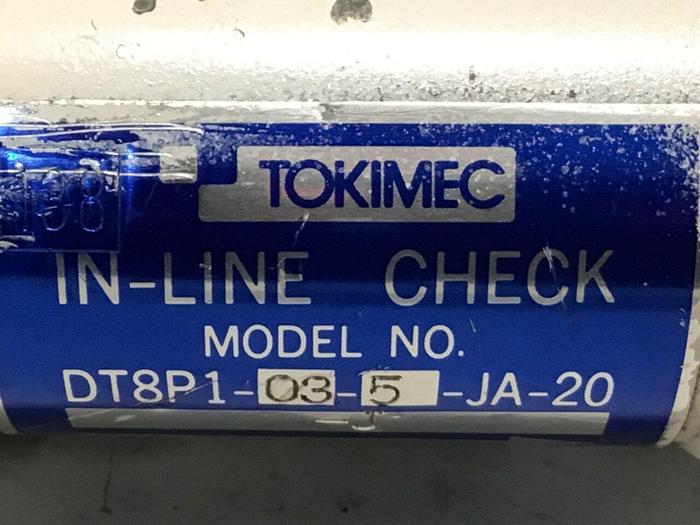 TOKIMEC
IN-LINE CHECK
MODEL NO.
DT8P1-03-5-JA-20